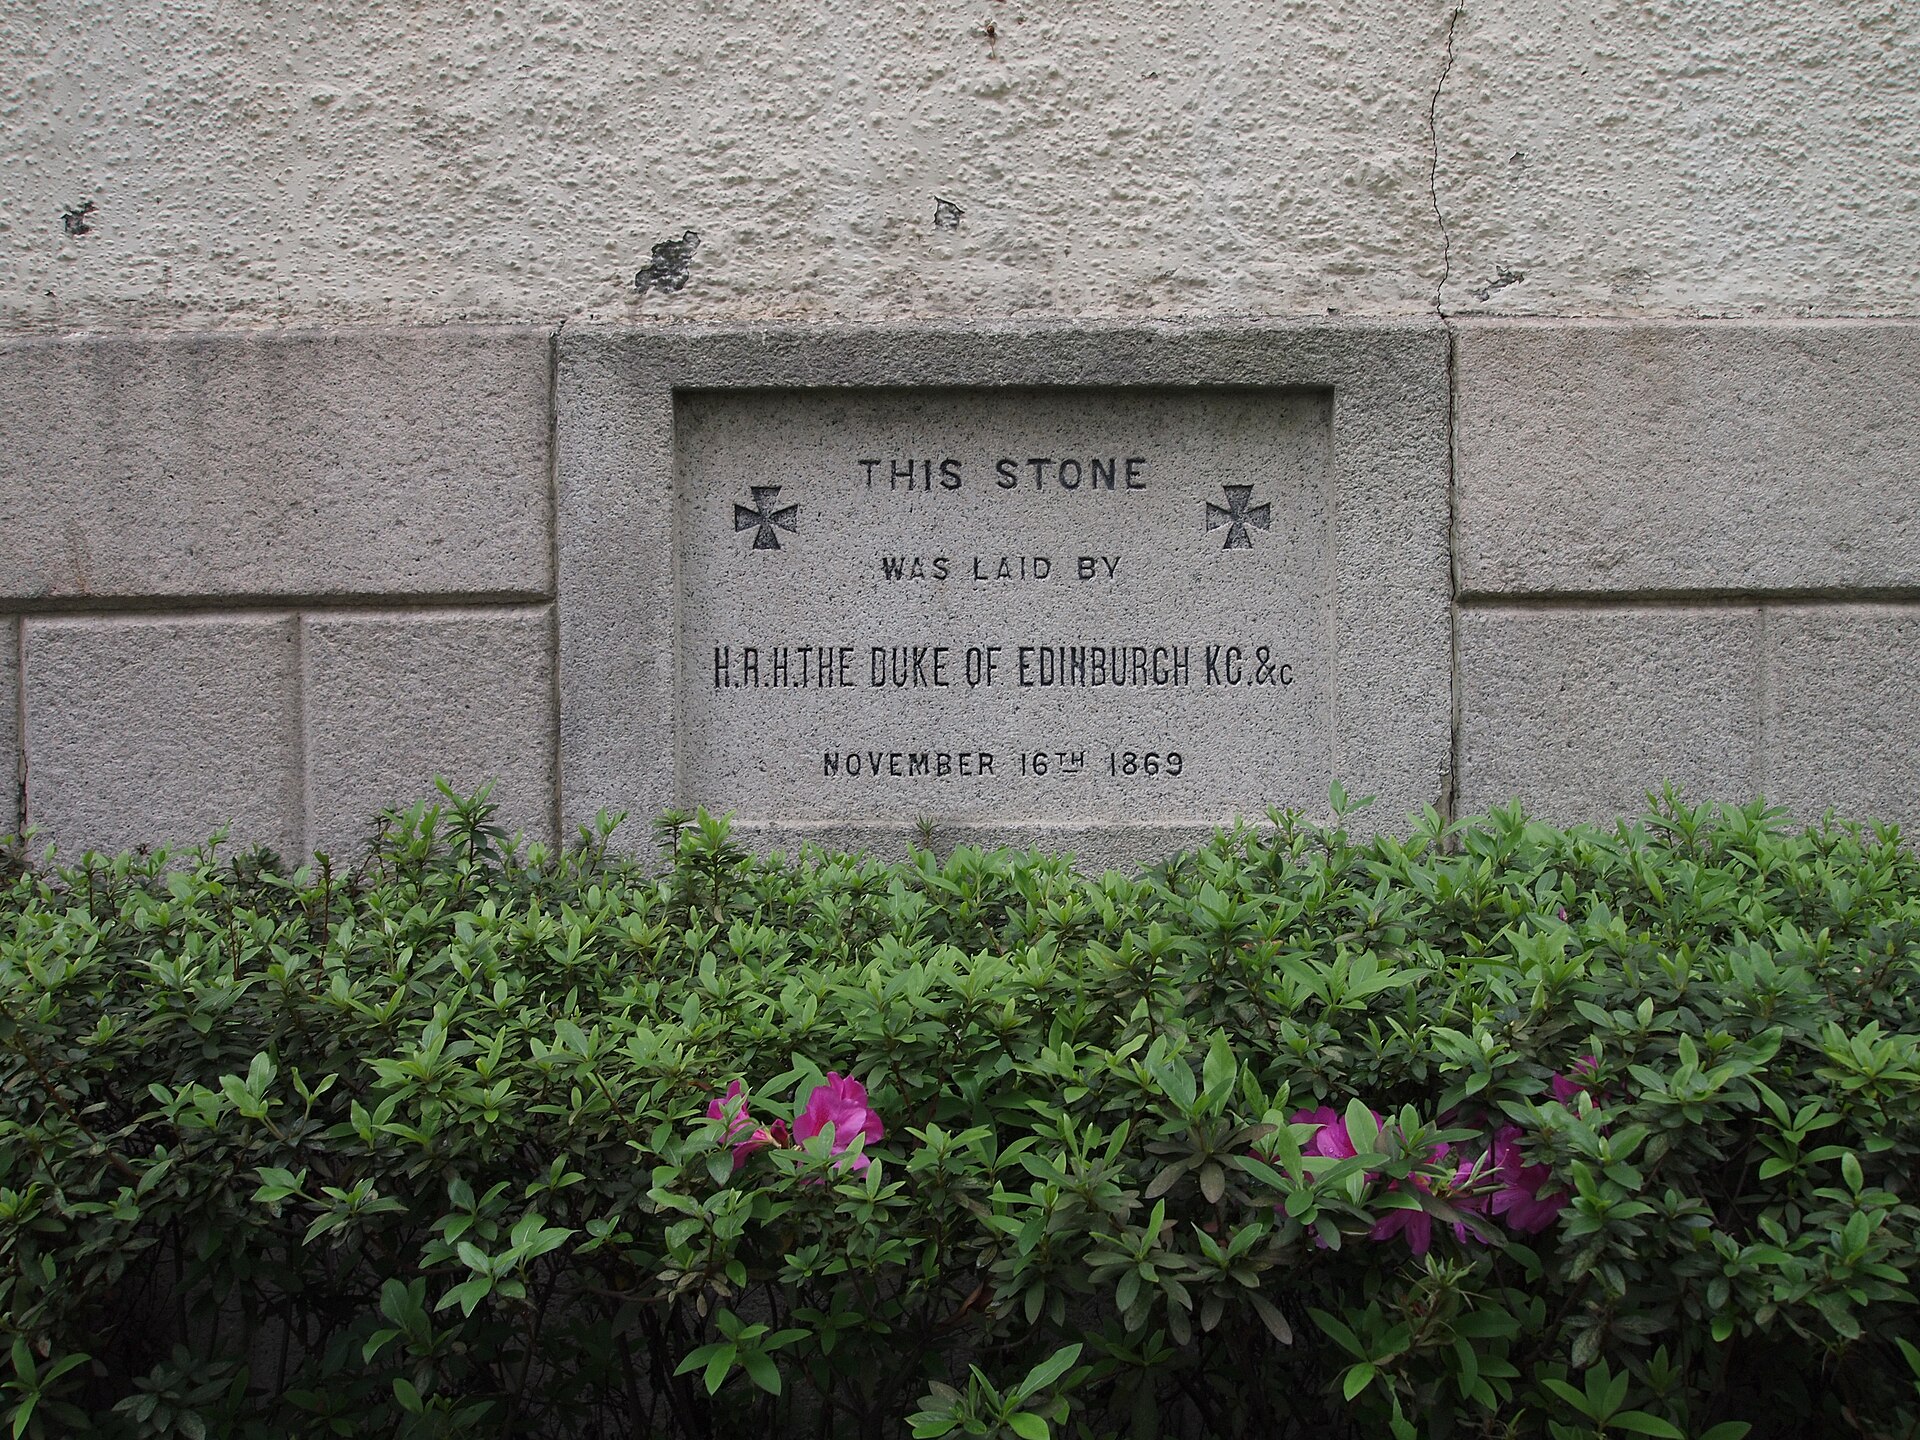 THIS STONE
WAS LAID BY
H.R.H.THE DUKE OF EDINBURGH KG.&c
NOVEMBER 16TH 1869